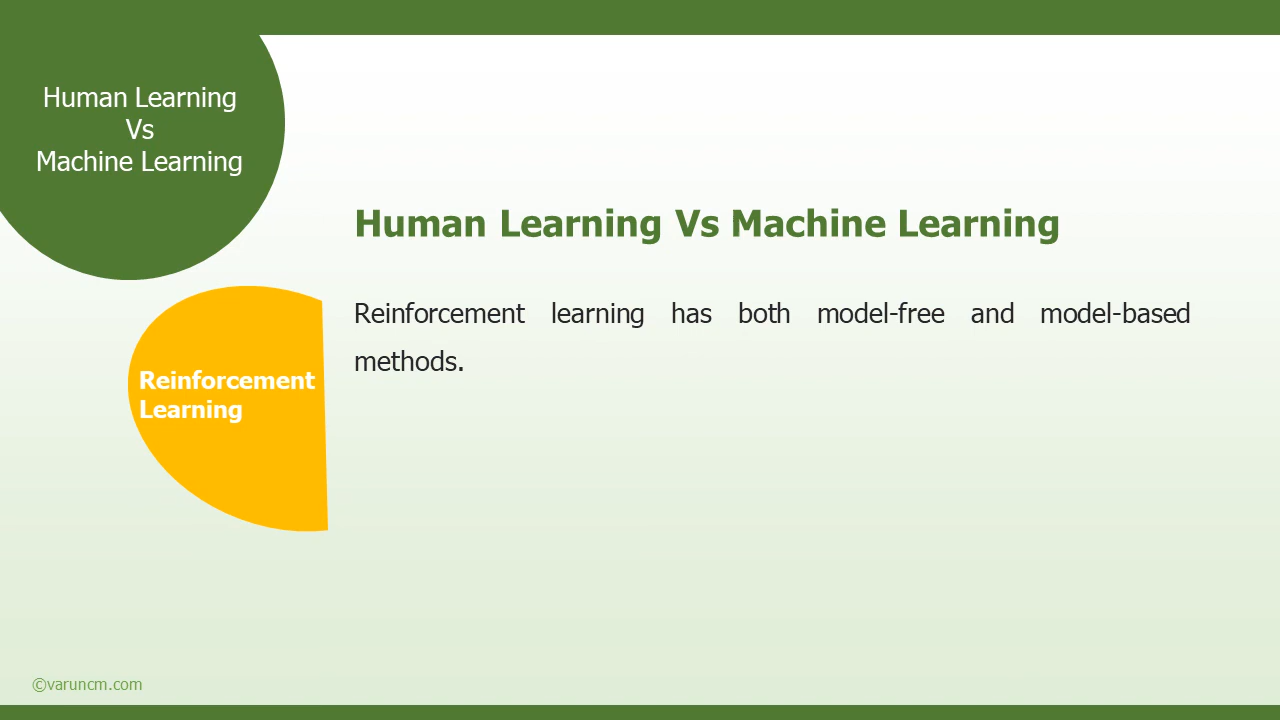 Human Learning
Vs
Machine Learning
Human Learning Vs Machine Learning
Reinforcement learning has both model-free and model-based
methods.
Reinforcement
Learning
©varuncm.com